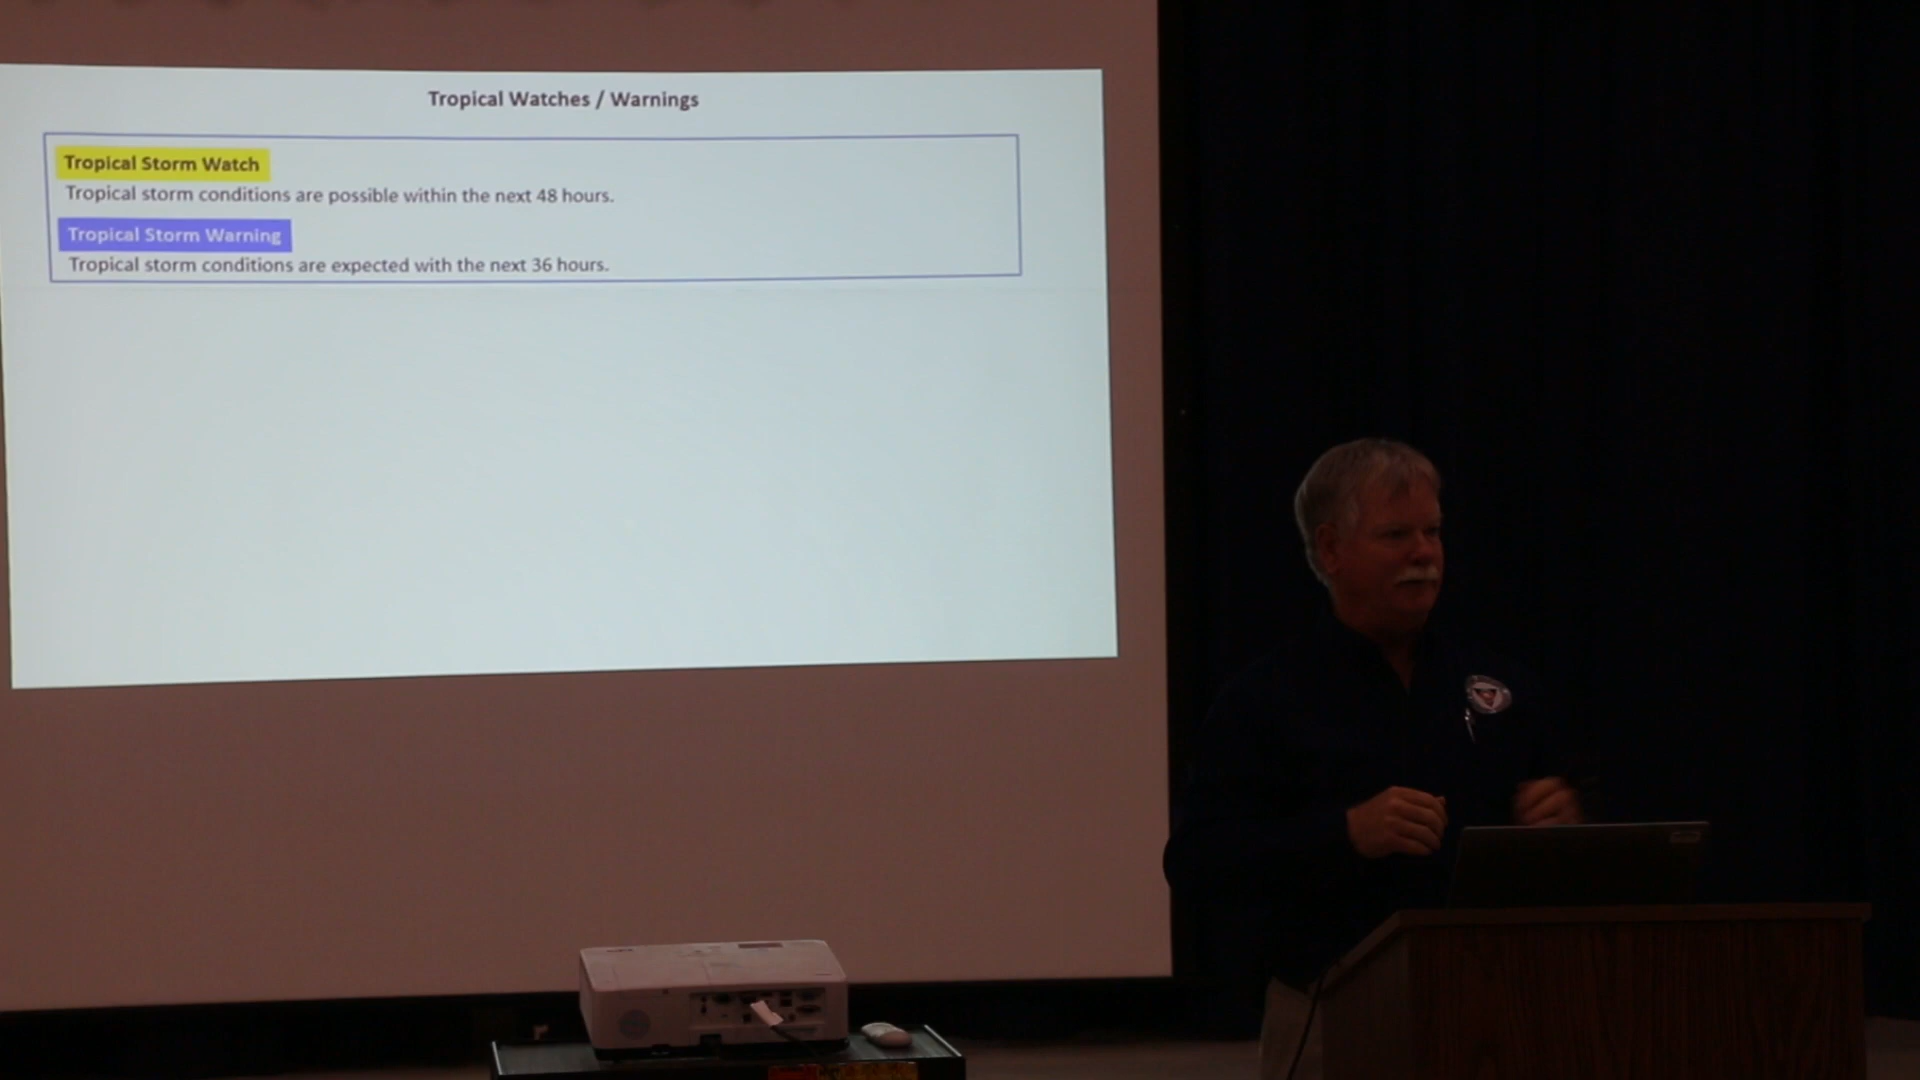 Tropical Watches / Warnings
Tropical Storm Watch
Tropical storm conditions are possible within the next 48 hours.
Tropical Storm Warning
Tropical storm conditions are expected with the next 36 hours.